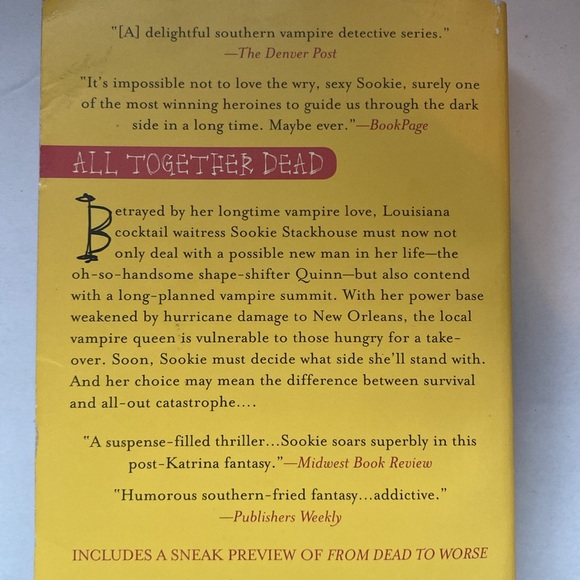 "[A] delightful southern vampire detective series."
—The Denver Post
"It's impossible not to love the wry, sexy Sookie, surely one
of the most winning heroines to guide us through the dark
side in a long time. Maybe ever."—BookPage
ALL TOGETHER DEAD
Betrayed by her longtime vampire love, Louisiana
cocktail waitress Sookie Stackhouse must now not
only deal with a possible new man in her life—the
oh-so-handsome shape-shifter Quinn—but also contend
with a long-planned vampire summit. With her power base
weakened by hurricane damage to New Orleans, the local
vampire queen is vulnerable to those hungry for a take-
over. Soon, Sookie must decide what side she'll stand with.
And her choice may mean the difference between survival
and all-out catastrophe....
"A suspense-filled thriller...Sookie soars superbly in this
post-Katrina fantasy."—Midwest Book Review
"Humorous southern-fried fantasy...addictive."
—Publishers Weekly
INCLUDES A SNEAK PREVIEW OF FROM DEAD TO WORSE